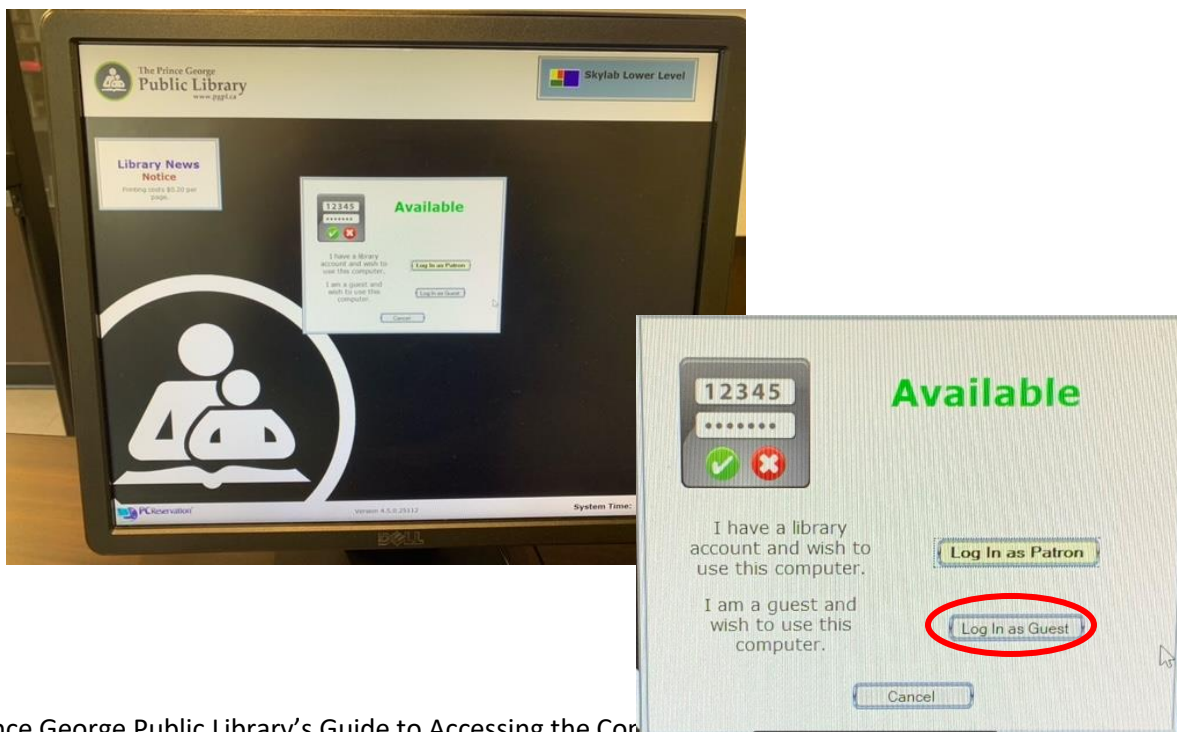 The Prince George
Public Library
www.pgpl.ca
Skylab Lower Level
Library News
Notice
Printing costs $0.20 per
page.
12345
Available
I have a library
account and wish to
use this computer.
Log In as Patron
I am a guest and
wish to use this
computer.
Log In as Guest
Cancel
PCReservation
Version 4.5.0.25112
System Time:
DELL
12345
Available
I have a library
account and wish to
use this computer.
Log In as Patron
I am a guest and
wish to use this
computer.
Log In as Guest
Cancel
nce George Public Library's Guide to Accessing the Co